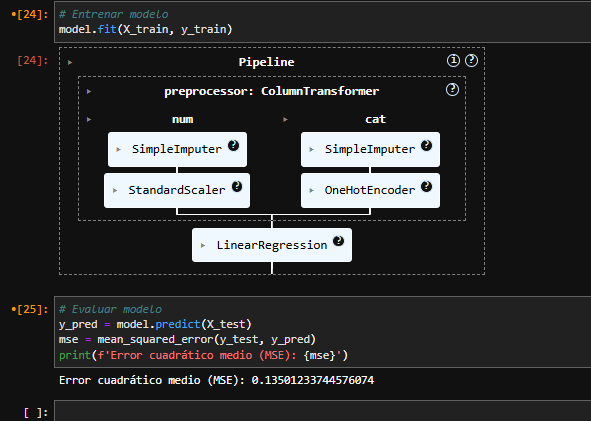 [24]:
# Entrenar modelo
model.fit(X_train, y_train)
[24]:
Pipeline
preprocessor: ColumnTransformer
num
cat
SimpleImputer
SimpleImputer
StandardScaler
OneHotEncoder
LinearRegression
[25]:
# Evaluar modelo
y_pred = model.predict(X_test)
mse = mean_squared_error(y_test, y_pred)
print(f'Error cuadrático medio (MSE): {mse}')
Error cuadrático medio (MSE): 0.13501233744576074
[ ]: